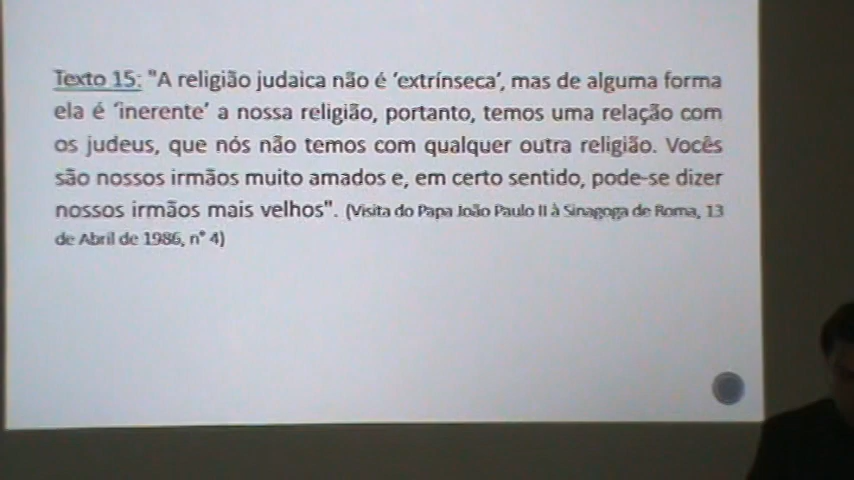 Texto 15: "A religião judaica não é ‘extrínseca’, mas de alguma forma
ela é ‘inerente’ a nossa religião, portanto, temos uma relação com
os judeus, que nós não temos com qualquer outra religião. Vocês
são nossos irmãos muito amados e, em certo sentido, pode-se dizer
nossos irmãos mais velhos". (Visita do Papa João Paulo II à Sinagoga de Roma, 13
de Abril de 1986, n° 4)